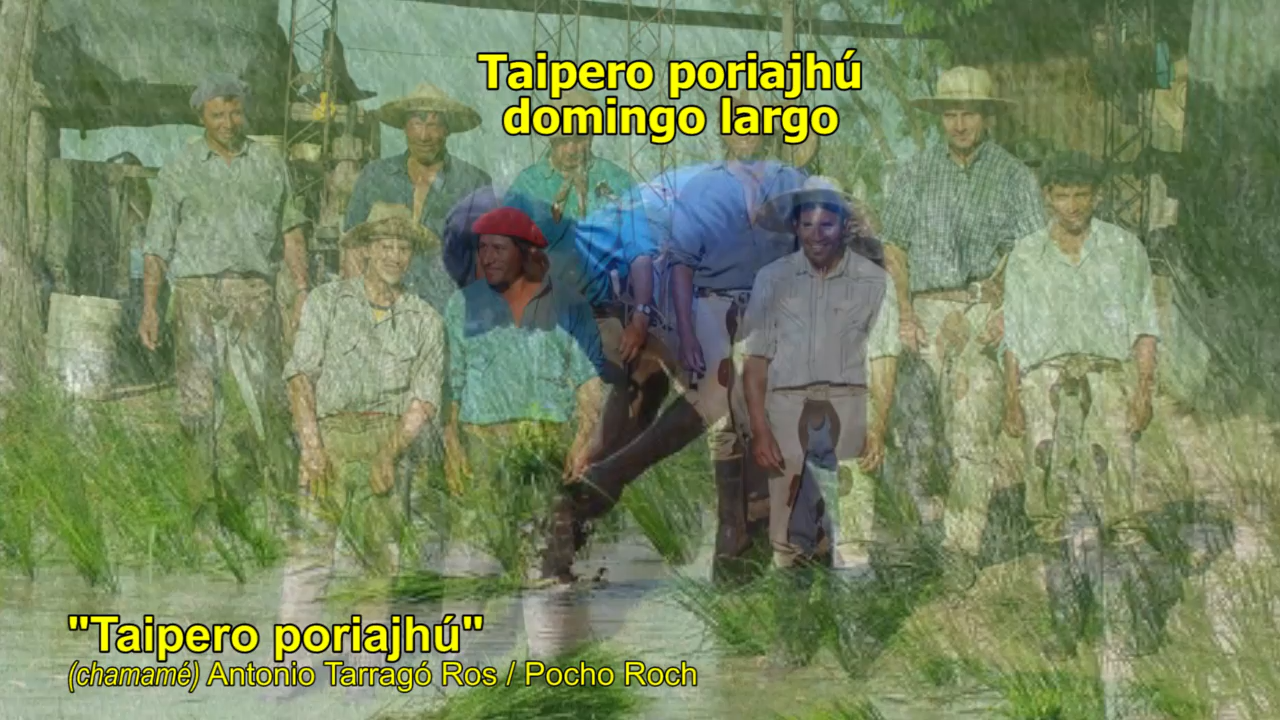 Taipero poriajhú
domingo largo
"Taipero poriajhú"
(chamamé) Antonio Tarragó Ros / Pocho Roch